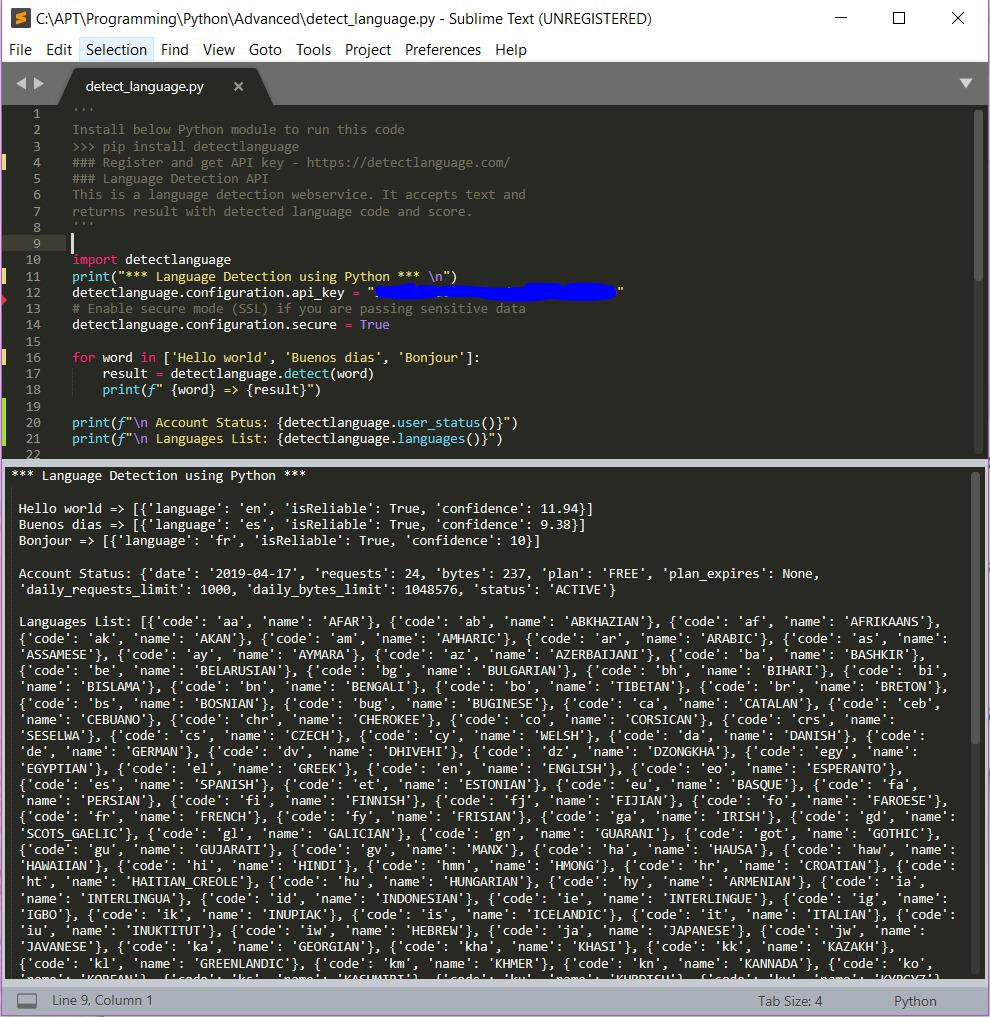 C:\APT\Programming\Python\Advanced\detect_language.py - Sublime Text (UNREGISTERED)
File Edit Selection Find View Goto Tools Project Preferences Help
detect_language.py
1 '''
2 Install below Python module to run this code
3 >>> pip install detectlanguage
4 ### Register and get API key - https://detectlanguage.com/
5 ### Language Detection API
6 This is a language detection webservice. It accepts text and
7 returns result with detected language code and score.
8 '''
9
10 import detectlanguage
11 print("*** Language Detection using Python *** \n")
12 detectlanguage.configuration.api_key = " "
13 # Enable secure mode (SSL) if you are passing sensitive data
14 detectlanguage.configuration.secure = True
15
16 for word in ['Hello world', 'Buenos dias', 'Bonjour']:
17 result = detectlanguage.detect(word)
18 print(f" {word} => {result}")
19
20 print(f"\n Account Status: {detectlanguage.user_status()}")
21 print(f"\n Languages List: {detectlanguage.languages()}")
22
*** Language Detection using Python ***
Hello world => [{'language': 'en', 'isReliable': True, 'confidence': 11.94}]
Buenos dias => [{'language': 'es', 'isReliable': True, 'confidence': 9.38}]
Bonjour => [{'language': 'fr', 'isReliable': True, 'confidence': 10}]
Account Status: {'date': '2019-04-17', 'requests': 24, 'bytes': 237, 'plan': 'FREE', 'plan_expires': None,
'daily_requests_limit': 1000, 'daily_bytes_limit': 1048576, 'status': 'ACTIVE'}
Languages List: [{'code': 'aa', 'name': 'AFAR'}, {'code': 'ab', 'name': 'ABKHAZIAN'}, {'code': 'af', 'name': 'AFRIKAANS'},
{'code': 'ak', 'name': 'AKAN'}, {'code': 'am', 'name': 'AMHARIC'}, {'code': 'ar', 'name': 'ARABIC'}, {'code': 'as', 'name':
'ASSAMESE'}, {'code': 'ay', 'name': 'AYMARA'}, {'code': 'az', 'name': 'AZERBAIJANI'}, {'code': 'ba', 'name': 'BASHKIR'},
{'code': 'be', 'name': 'BELARUSIAN'}, {'code': 'bg', 'name': 'BULGARIAN'}, {'code': 'bh', 'name': 'BIHARI'}, {'code': 'bi',
'name': 'BISLAMA'}, {'code': 'bn', 'name': 'BENGALI'}, {'code': 'bo', 'name': 'TIBETAN'}, {'code': 'br', 'name': 'BRETON'},
{'code': 'bs', 'name': 'BOSNIAN'}, {'code': 'bug', 'name': 'BUGINESE'}, {'code': 'ca', 'name': 'CATALAN'}, {'code': 'ceb',
'name': 'CEBUANO'}, {'code': 'chr', 'name': 'CHEROKEE'}, {'code': 'co', 'name': 'CORSICAN'}, {'code': 'crs', 'name':
'SESELWA'}, {'code': 'cs', 'name': 'CZECH'}, {'code': 'cy', 'name': 'WELSH'}, {'code': 'da', 'name': 'DANISH'}, {'code':
'de', 'name': 'GERMAN'}, {'code': 'dv', 'name': 'DHIVEHI'}, {'code': 'dz', 'name': 'DZONGKHA'}, {'code': 'egy', 'name':
'EGYPTIAN'}, {'code': 'el', 'name': 'GREEK'}, {'code': 'en', 'name': 'ENGLISH'}, {'code': 'eo', 'name': 'ESPERANTO'},
{'code': 'es', 'name': 'SPANISH'}, {'code': 'et', 'name': 'ESTONIAN'}, {'code': 'eu', 'name': 'BASQUE'}, {'code': 'fa',
'name': 'PERSIAN'}, {'code': 'fi', 'name': 'FINNISH'}, {'code': 'fj', 'name': 'FIJIAN'}, {'code': 'fo', 'name': 'FAROESE'},
{'code': 'fr', 'name': 'FRENCH'}, {'code': 'fy', 'name': 'FRISIAN'}, {'code': 'ga', 'name': 'IRISH'}, {'code': 'gd', 'name':
'SCOTS_GAELIC'}, {'code': 'gl', 'name': 'GALICIAN'}, {'code': 'gn', 'name': 'GUARANI'}, {'code': 'got', 'name': 'GOTHIC'},
{'code': 'gu', 'name': 'GUJARATI'}, {'code': 'gv', 'name': 'MANX'}, {'code': 'ha', 'name': 'HAUSA'}, {'code': 'haw', 'name':
'HAWAIIAN'}, {'code': 'hi', 'name': 'HINDI'}, {'code': 'hmn', 'name': 'HMONG'}, {'code': 'hr', 'name': 'CROATIAN'}, {'code':
'ht', 'name': 'HAITIAN_CREOLE'}, {'code': 'hu', 'name': 'HUNGARIAN'}, {'code': 'hy', 'name': 'ARMENIAN'}, {'code': 'ia',
'name': 'INTERLINGUA'}, {'code': 'id', 'name': 'INDONESIAN'}, {'code': 'ie', 'name': 'INTERLINGUE'}, {'code': 'ig', 'name':
'IGBO'}, {'code': 'ik', 'name': 'INUPIAK'}, {'code': 'is', 'name': 'ICELANDIC'}, {'code': 'it', 'name': 'ITALIAN'}, {'code':
'iu', 'name': 'INUKTITUT'}, {'code': 'iw', 'name': 'HEBREW'}, {'code': 'ja', 'name': 'JAPANESE'}, {'code': 'jw', 'name':
'JAVANESE'}, {'code': 'ka', 'name': 'GEORGIAN'}, {'code': 'kha', 'name': 'KHASI'}, {'code': 'kk', 'name': 'KAZAKH'},
{'code': 'kl', 'name': 'GREENLANDIC'}, {'code': 'km', 'name': 'KHMER'}, {'code': 'kn', 'name': 'KANNADA'}, {'code': 'ko',
'name': 'KOREAN'}, {'code': 'ks', 'name': 'KASHMIRI'}, {'code': 'ku', 'name': 'KURDISH'}, {'code': 'ky', 'name': 'KYRGYZ'}
Line 9, Column 1 Tab Size: 4 Python